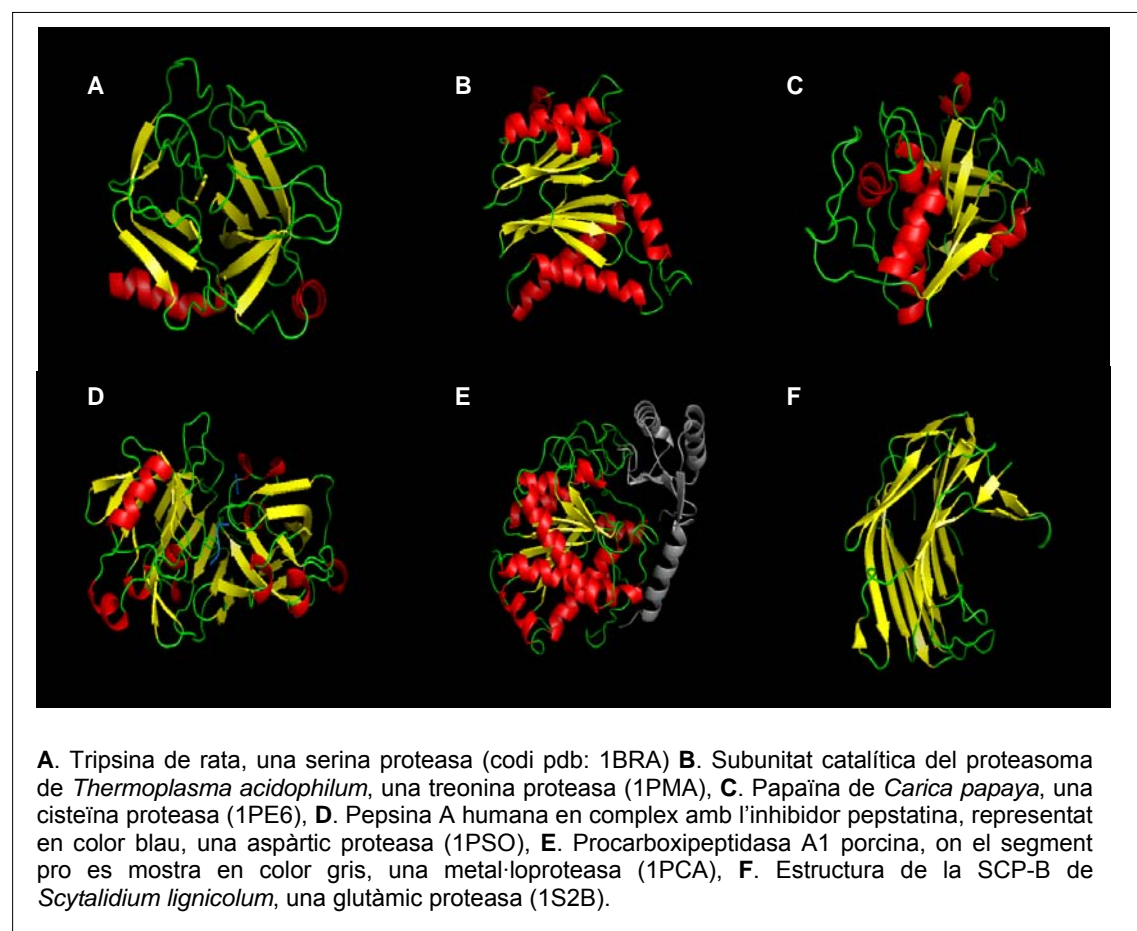 A
B
C
D
E
F
A. Tripsina de rata, una serina proteasa (codi pdb: 1BRA) B. Subunitat catalítica del proteasoma
de Thermoplasma acidophilum, una treonina proteasa (1PMA), C. Papaïna de Carica papaya, una
cisteïna proteasa (1PE6), D. Pepsina A humana en complex amb l’inhibidor pepstatina, representat
en color blau, una aspàrtic proteasa (1PSO), E. Procarboxipeptidasa A1 porcina, on el segment
pro es mostra en color gris, una metal·loproteasa (1PCA), F. Estructura de la SCP-B de
Scytalidium lignicolum, una glutàmic proteasa (1S2B).